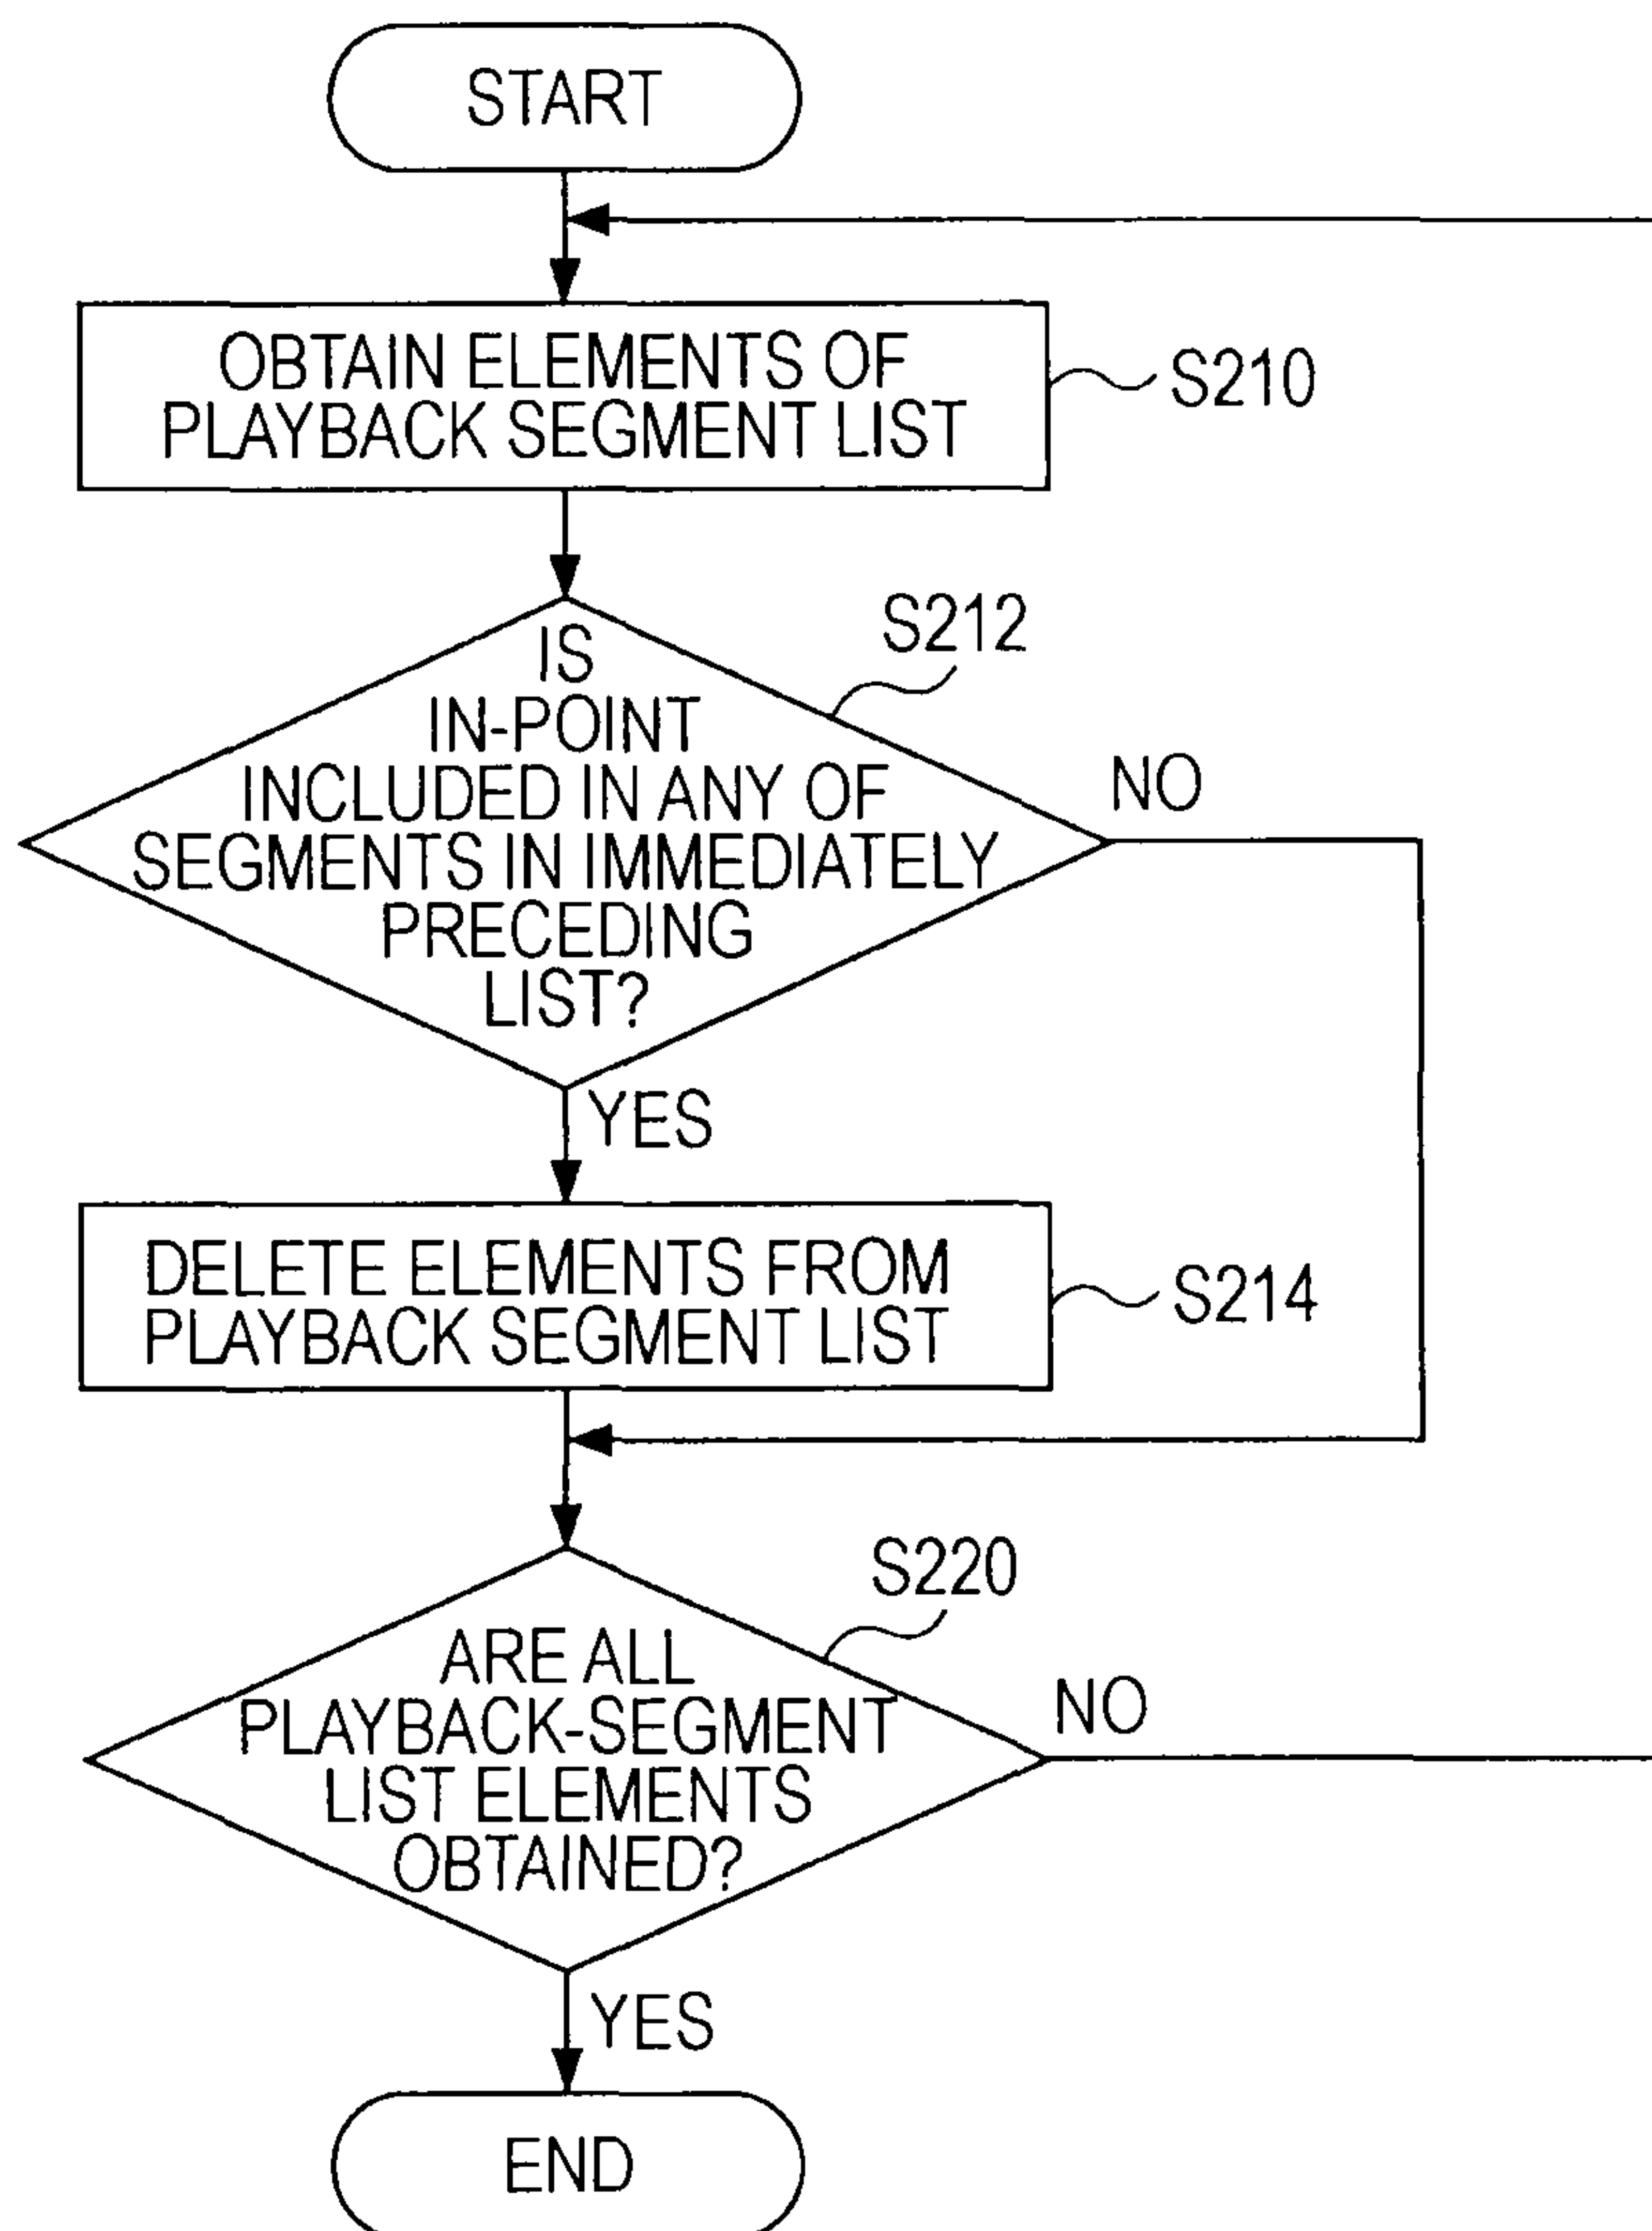 START
OBTAIN ELEMENTS OF
PLAYBACK SEGMENT LIST
S210
S212
IS
IN-POINT
INCLUDED IN ANY OF
SEGMENTS IN IMMEDIATELY
PRECEDING
LIST?
NO
YES
DELETE ELEMENTS FROM
PLAYBACK SEGMENT LIST
S214
S220
ARE ALL
PLAYBACK-SEGMENT
LIST ELEMENTS
OBTAINED?
NO
YES
END